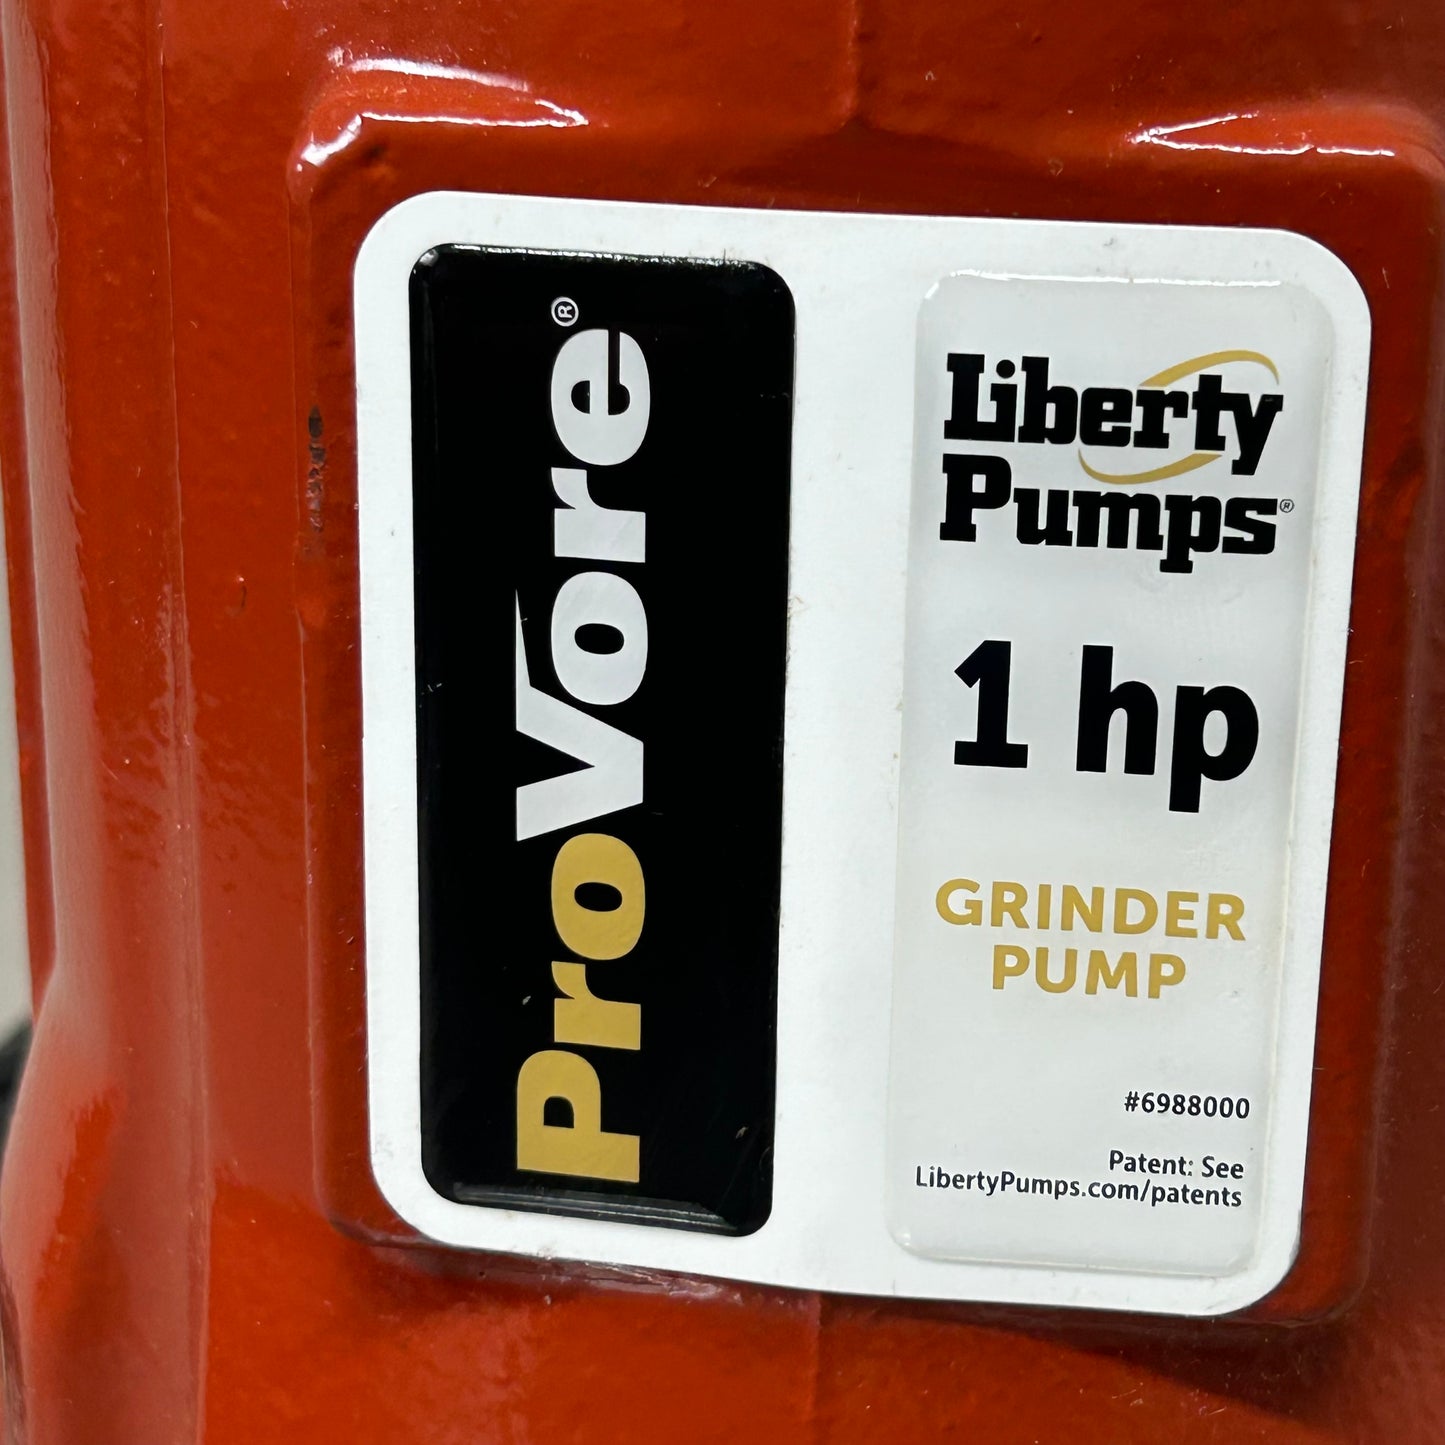 ProVore®
Liberty
Pumps®
1 hp
GRINDER
PUMP
#6988000
Patent: See
LibertyPumps.com/patents